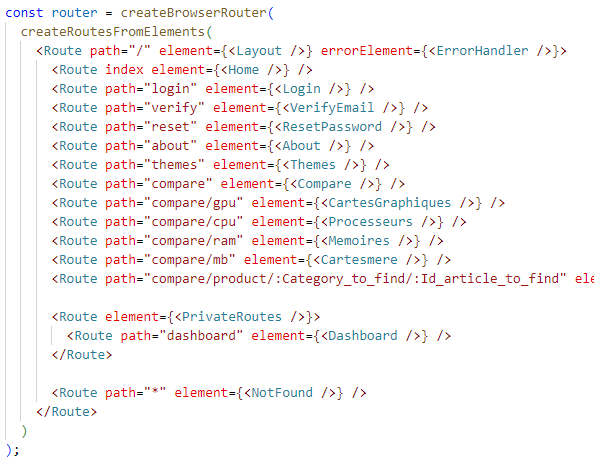 const router = createBrowserRouter(
createRoutesFromElements(
<Route path="/" element={<Layout />} errorElement={<ErrorHandler />}>
<Route index element={<Home />} />
<Route path="login" element={<Login />} />
<Route path="verify" element={<VerifyEmail />} />
<Route path="reset" element={<ResetPassword />} />
<Route path="about" element={<About />} />
<Route path="themes" element={<Themes />} />
<Route path="compare" element={<Compare />} />
<Route path="compare/gpu" element={<CartesGraphiques />} />
<Route path="compare/cpu" element={<Processeurs />} />
<Route path="compare/ram" element={<Memoires />} />
<Route path="compare/mb" element={<Cartesmere />} />
<Route path="compare/product/:Category_to_find/:Id_article_to_find" ele
<Route element={<PrivateRoutes />}>
<Route path="dashboard" element={<Dashboard />} />
</Route>
<Route path="*" element={<NotFound />} />
</Route>
)
);